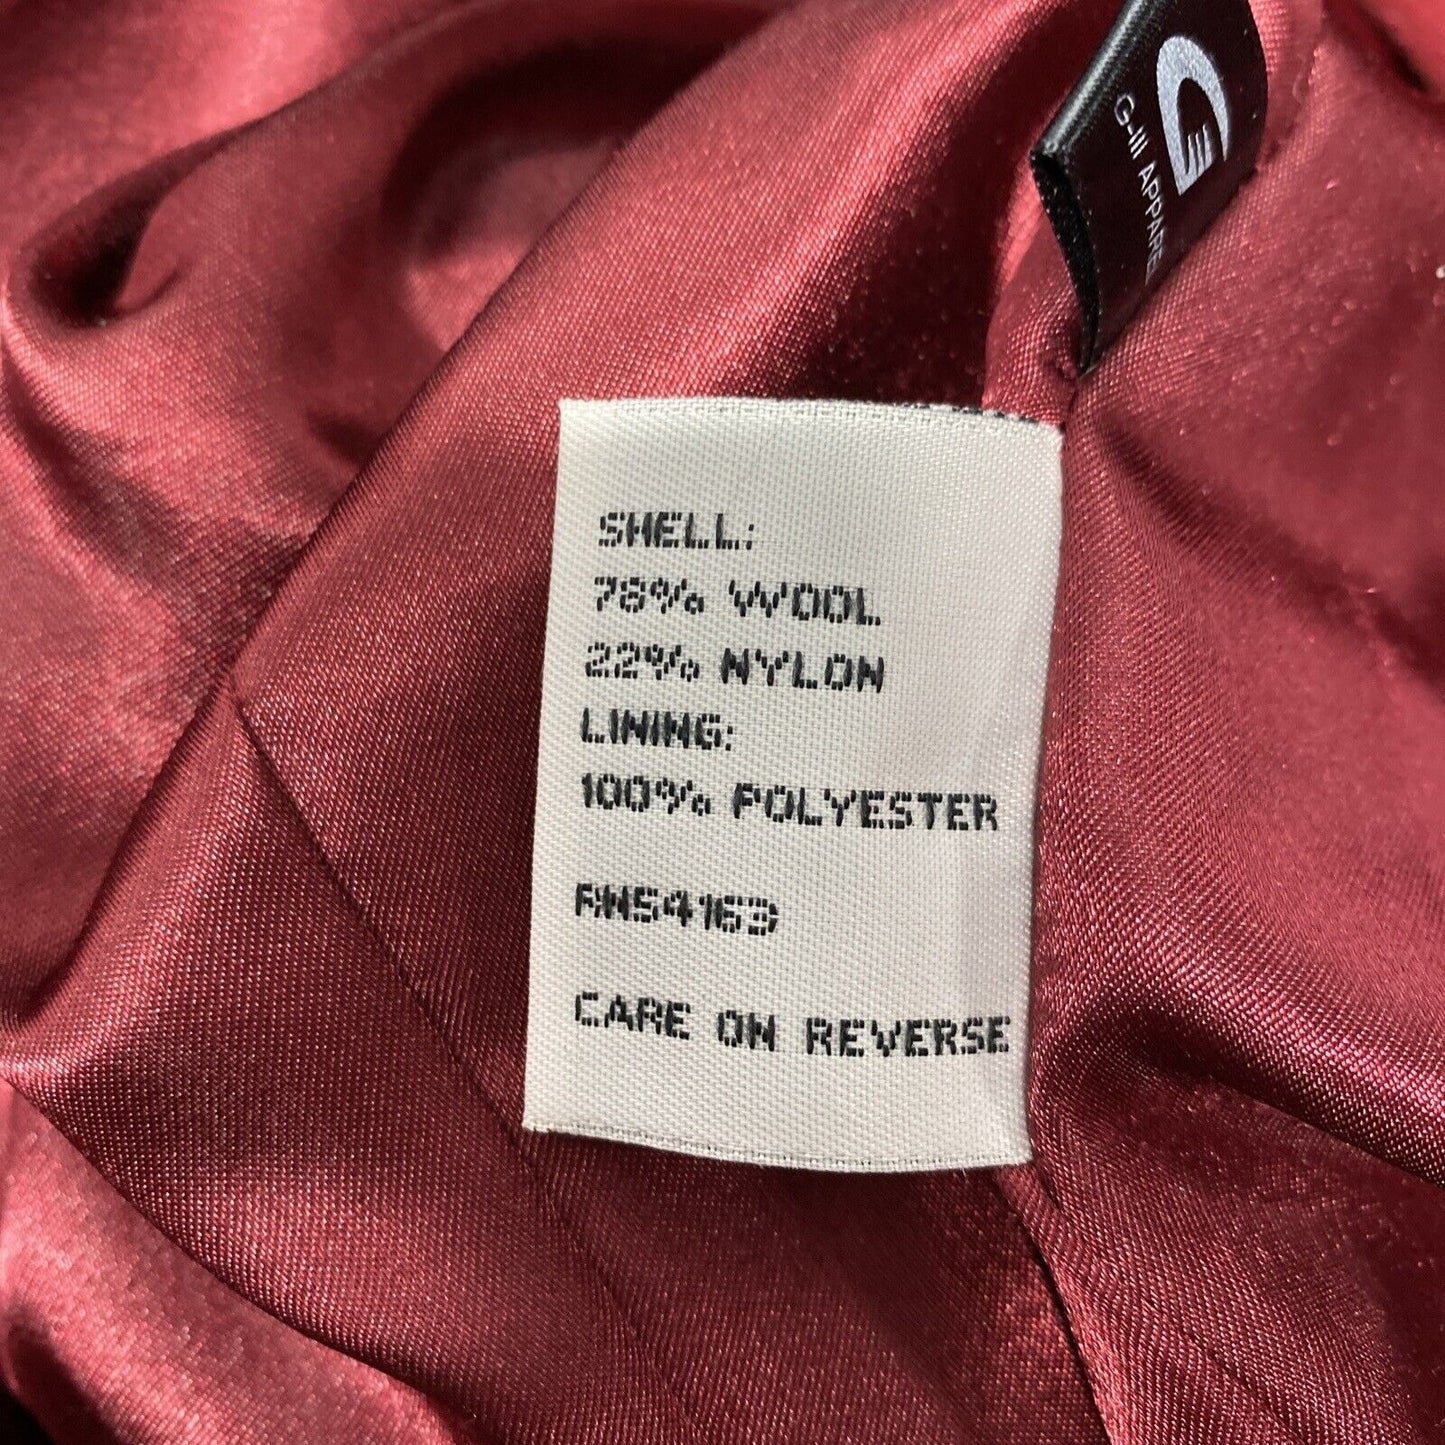 G-III APPAREL
SHELL:
78% WOOL
22% NYLON
LINING:
100% POLYESTER
RN54163
CARE ON REVERSE